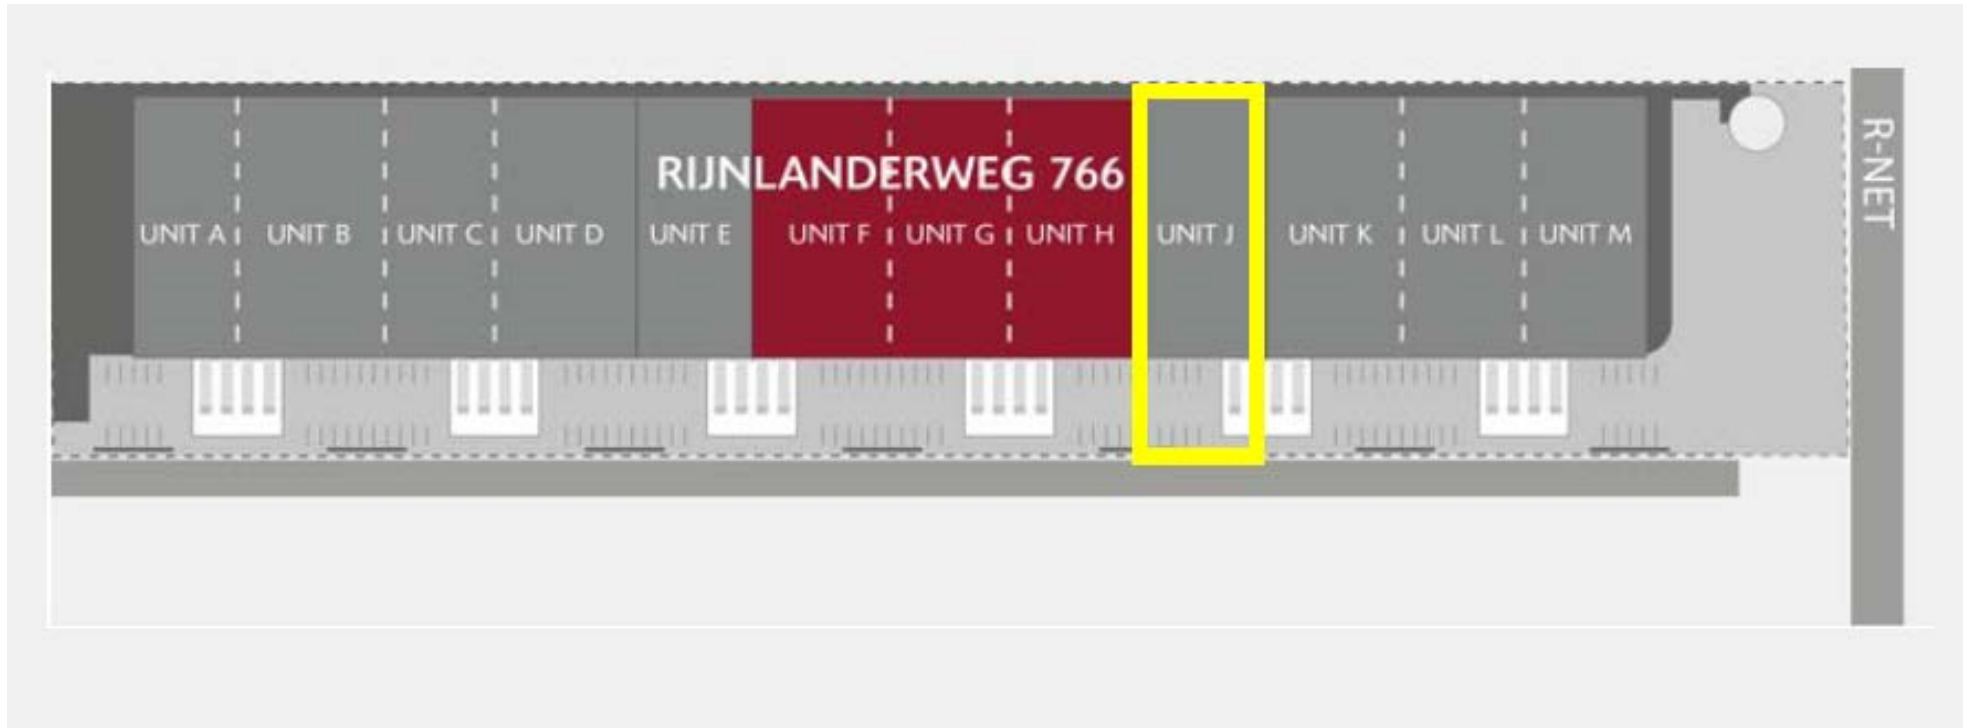 RIJNLANDERWEG 766
UNIT A UNIT B UNIT C UNIT D UNIT E UNIT F UNIT G UNIT H UNIT J UNIT K UNIT L UNIT M
R-NET